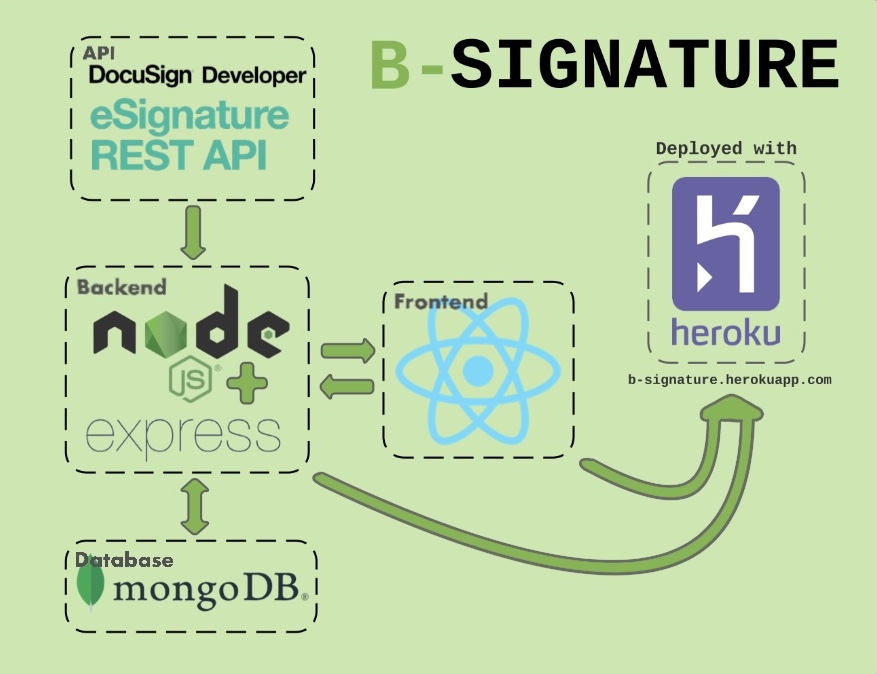 B-SIGNATURE
API
DocuSign Developer
eSignature
REST API
Deployed with
heroku
b-signature.herokuapp.com
Backend
node
JS®
express
Frontend
Database
mongoDB®